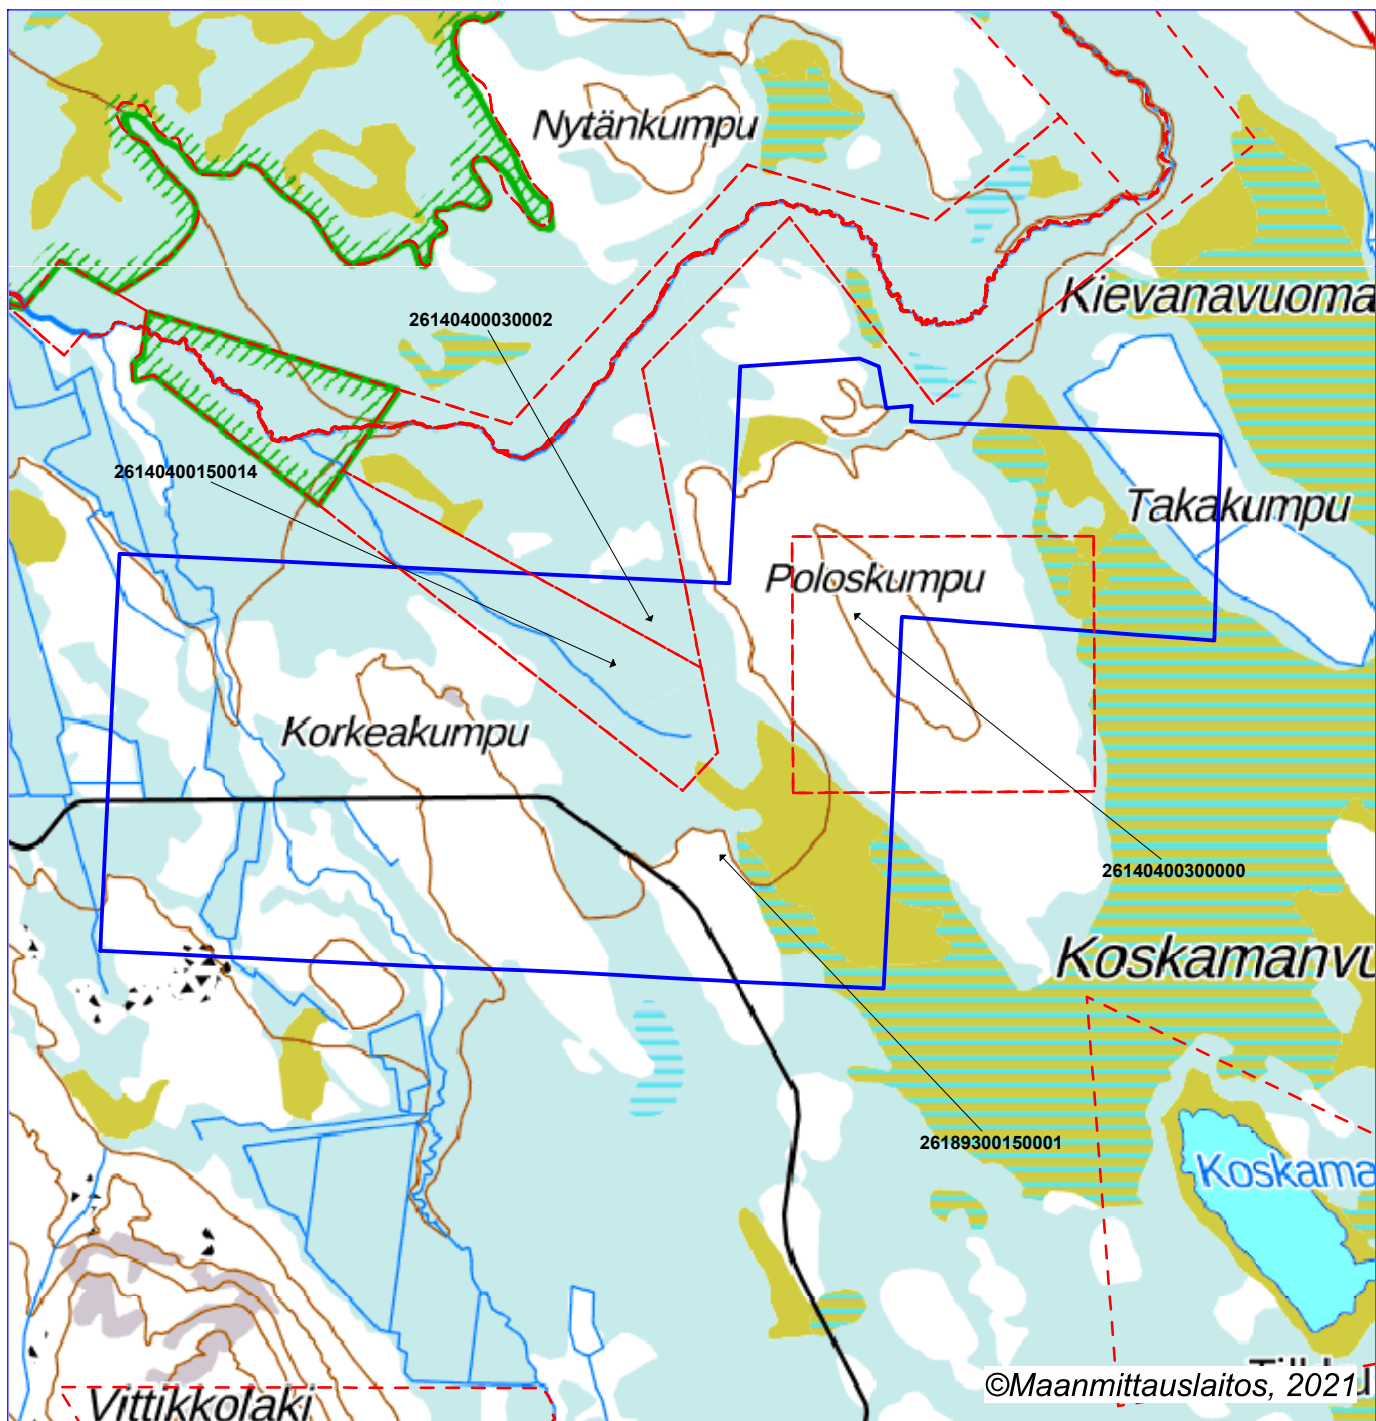 Nytänkumpu
Kievanavuoma
26140400030002
26140400150014
Takakumpu
Poloskumpu
Korkeakumpu
26140400300000
Koskamanvu
26189300150001
Koskama
©Maanmittauslaitos, 2021
Vittikkolaki